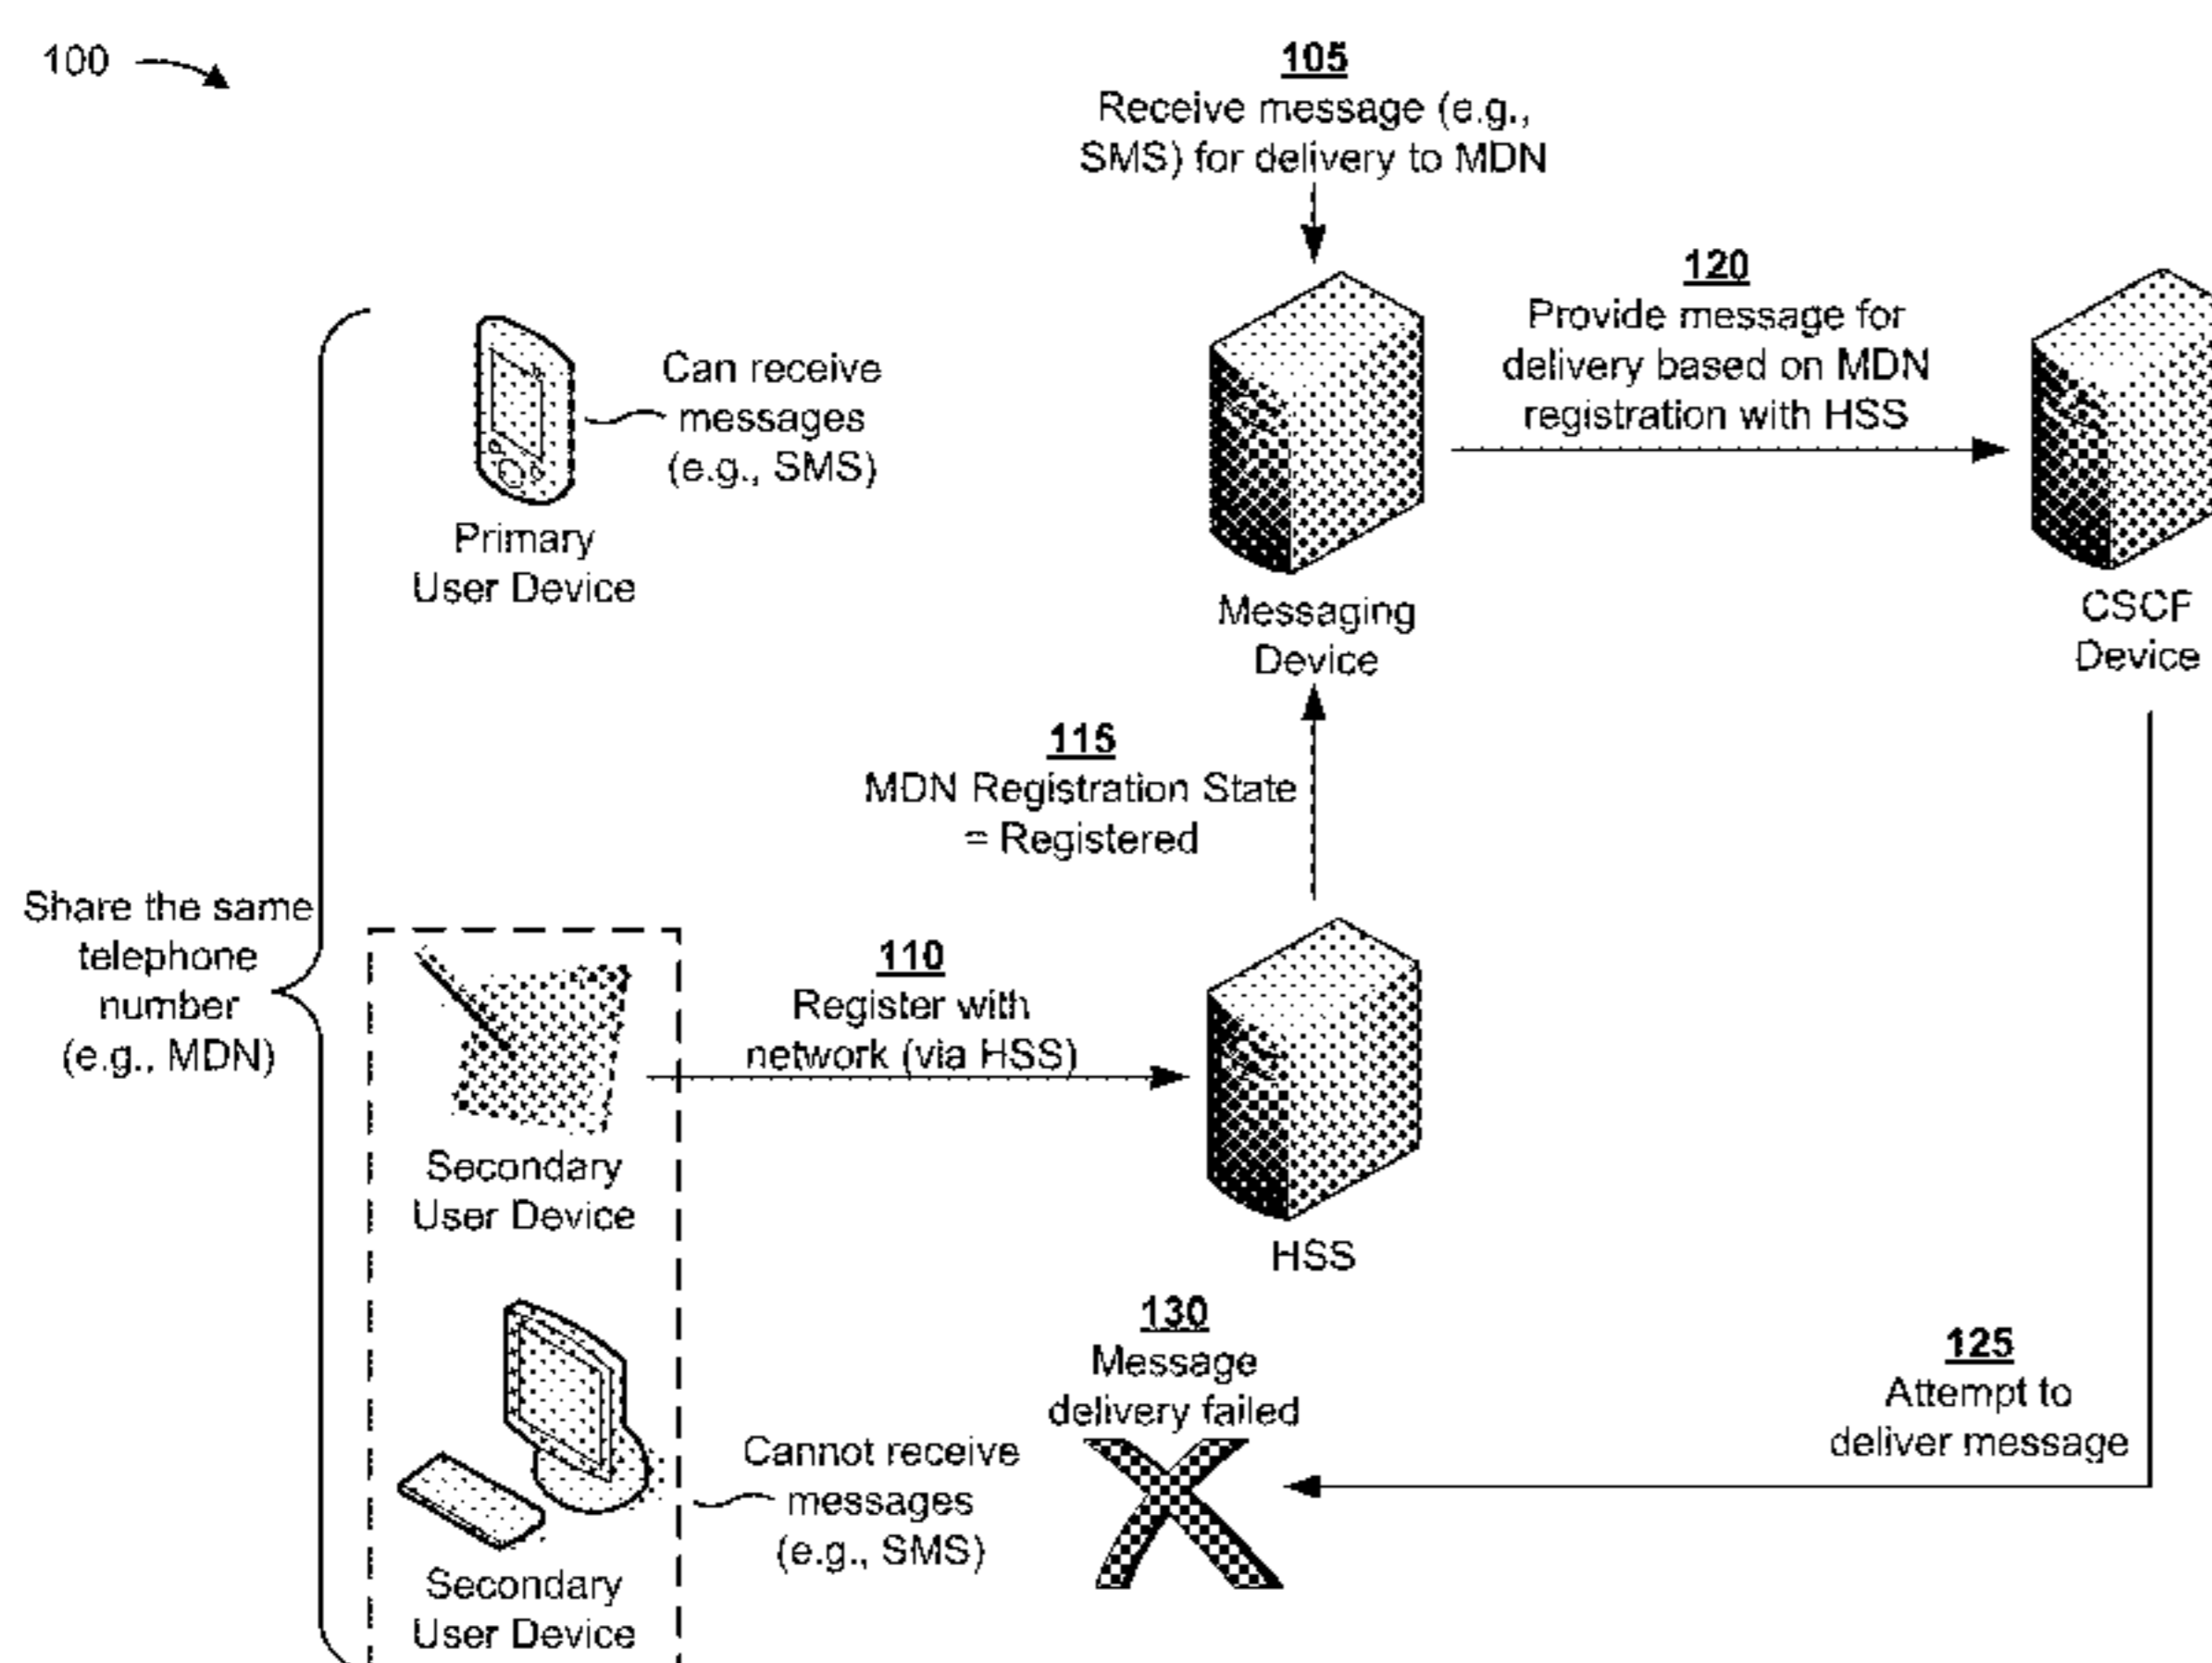 100
105
Receive message (e.g.,
SMS) for delivery to MDN
120
Provide message for
delivery based on MDN
registration with HSS
Can receive
messages
(e.g., SMS)
Primary
User Device
Messaging
Device
CSCF
Device
115
MDN Registration State
= Registered
Share the same
telephone
number
(e.g., MDN)
110
Register with
network (via HSS)
Secondary
User Device
HSS
130
Message
delivery failed
125
Attempt to
deliver message
Cannot receive
messages
(e.g., SMS)
Secondary
User Device